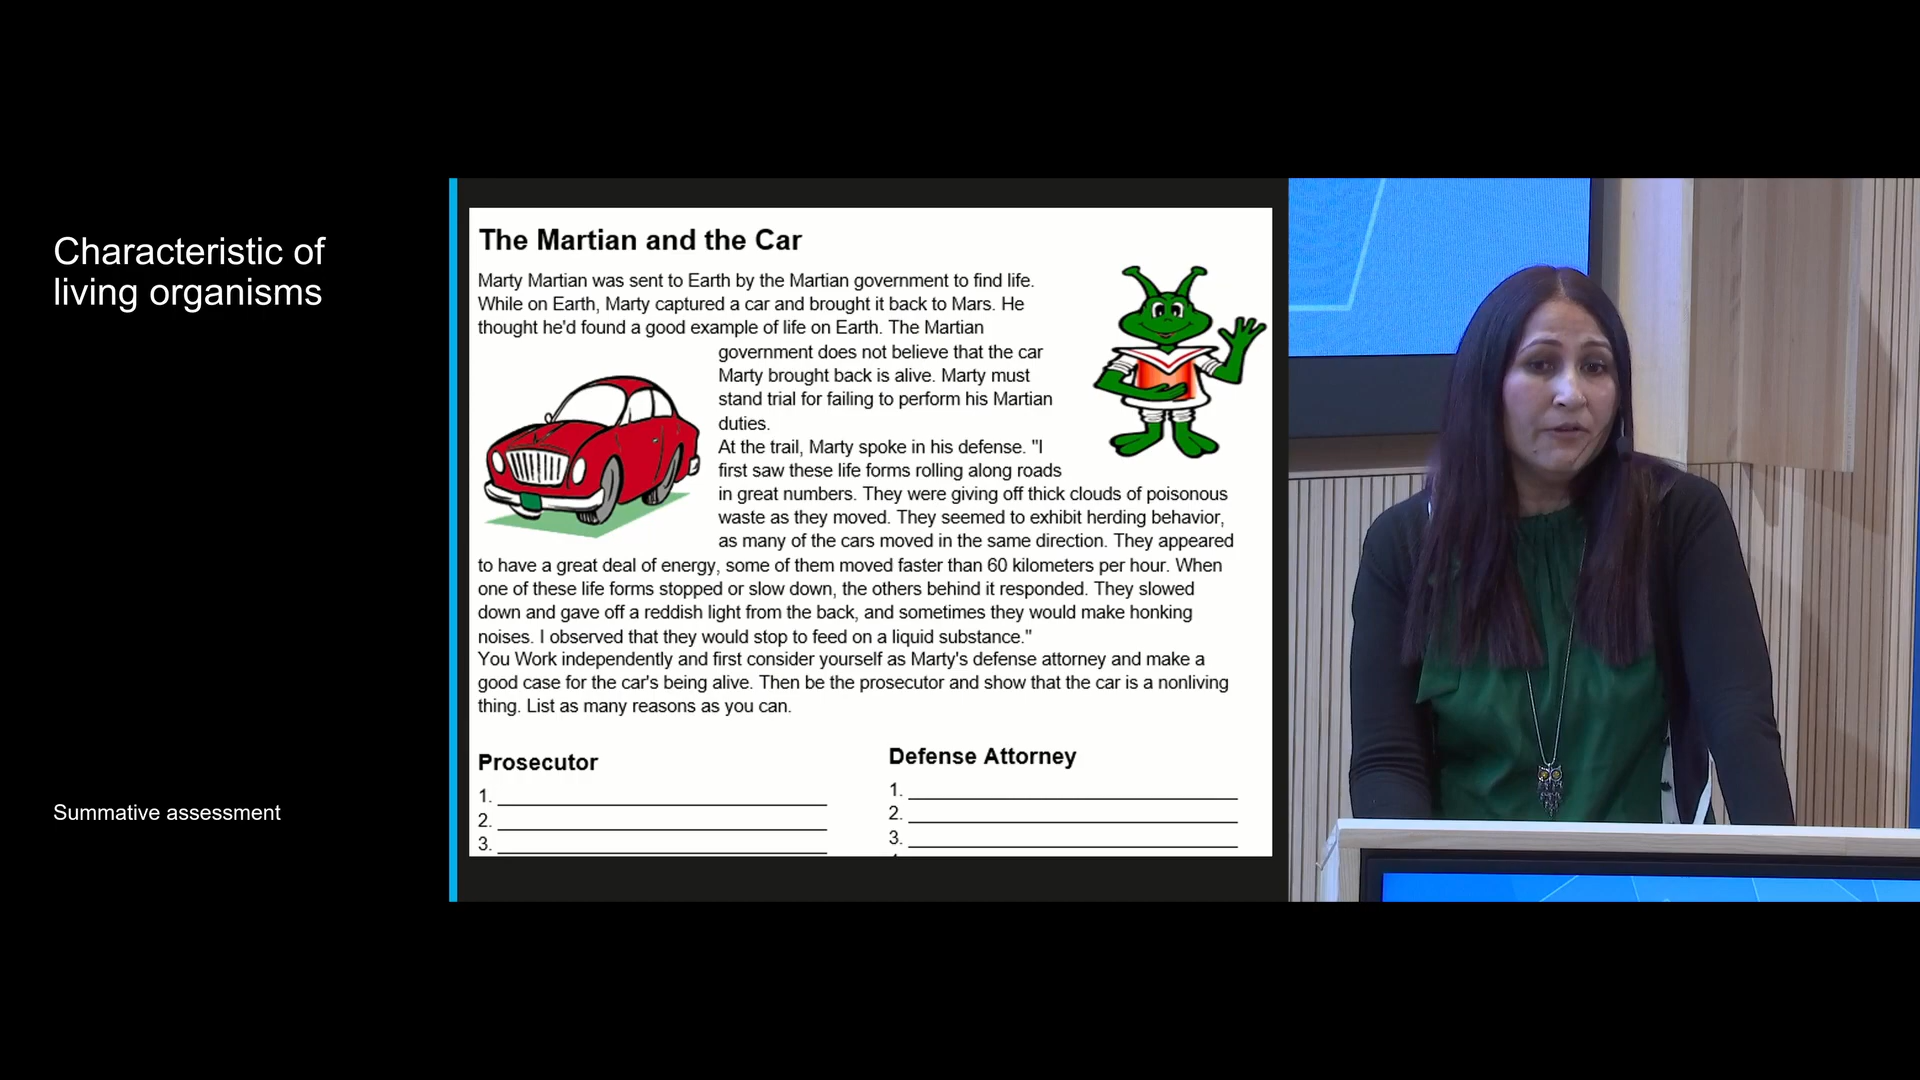 Characteristic of
living organisms
Summative assessment
The Martian and the Car
Marty Martian was sent to Earth by the Martian government to find life.
While on Earth, Marty captured a car and brought it back to Mars. He
thought he'd found a good example of life on Earth. The Martian
government does not believe that the car
Marty brought back is alive. Marty must
stand trial for failing to perform his Martian
duties.
At the trail, Marty spoke in his defense. "I
first saw these life forms rolling along roads
in great numbers. They were giving off thick clouds of poisonous
waste as they moved. They seemed to exhibit herding behavior,
as many of the cars moved in the same direction. They appeared
to have a great deal of energy, some of them moved faster than 60 kilometers per hour. When
one of these life forms stopped or slow down, the others behind it responded. They slowed
down and gave off a reddish light from the back, and sometimes they would make honking
noises. I observed that they would stop to feed on a liquid substance."
You Work independently and first consider yourself as Marty's defense attorney and make a
good case for the car's being alive. Then be the prosecutor and show that the car is a nonliving
thing. List as many reasons as you can.
Prosecutor
1.
2.
3.
Defense Attorney
1.
2.
3.